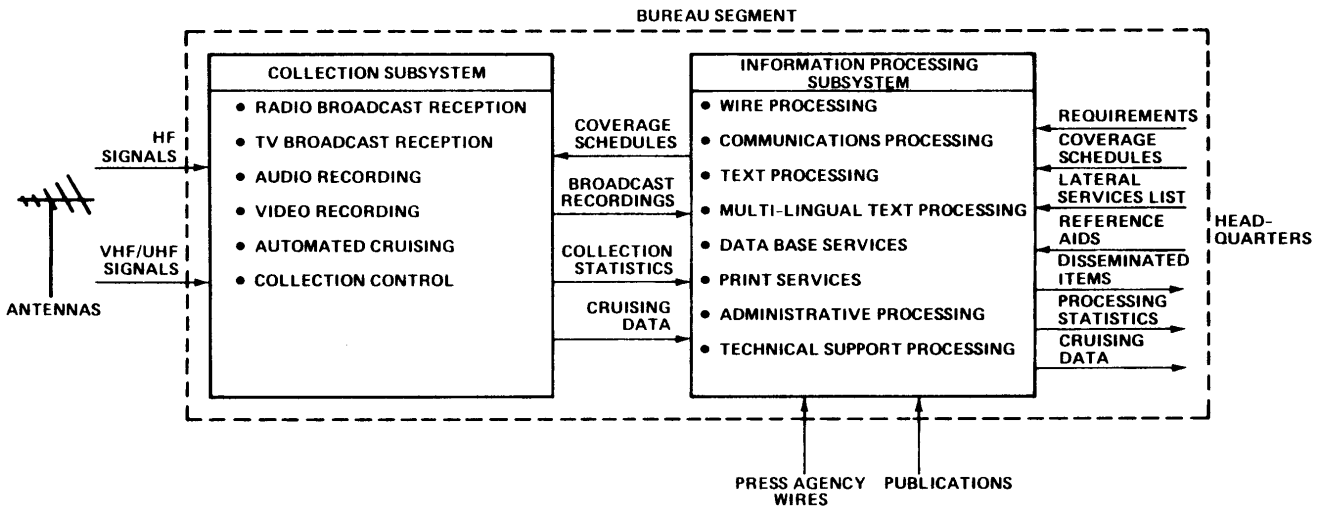 BUREAU SEGMENT
COLLECTION SUBSYSTEM
• RADIO BROADCAST RECEPTION
• TV BROADCAST RECEPTION
• AUDIO RECORDING
• VIDEO RECORDING
• AUTOMATED CRUISING
• COLLECTION CONTROL
HF
SIGNALS
VHF/UHF
SIGNALS
ANTENNAS
COVERAGE
SCHEDULES
BROADCAST
RECORDINGS
COLLECTION
STATISTICS
CRUISING
DATA
INFORMATION PROCESSING
SUBSYSTEM
• WIRE PROCESSING
• COMMUNICATIONS PROCESSING
• TEXT PROCESSING
• MULTI-LINGUAL TEXT PROCESSING
• DATA BASE SERVICES
• PRINT SERVICES
• ADMINISTRATIVE PROCESSING
• TECHNICAL SUPPORT PROCESSING
REQUIREMENTS
COVERAGE
SCHEDULES
LATERAL
SERVICES LIST
REFERENCE
AIDS
DISSEMINATED
ITEMS
PROCESSING
STATISTICS
CRUISING
DATA
HEAD-
QUARTERS
PRESS AGENCY
WIRES
PUBLICATIONS